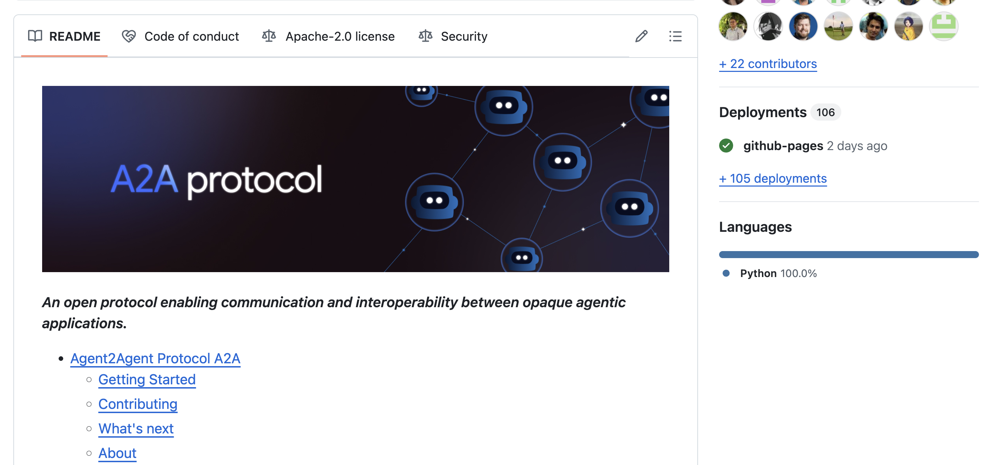 README
Code of conduct
Apache-2.0 license
Security
A2A protocol
An open protocol enabling communication and interoperability between opaque agentic
applications.
Agent2Agent Protocol A2A
Getting Started
Contributing
What's next
About
+ 22 contributors
Deployments 106
github-pages 2 days ago
+ 105 deployments
Languages
Python 100.0%